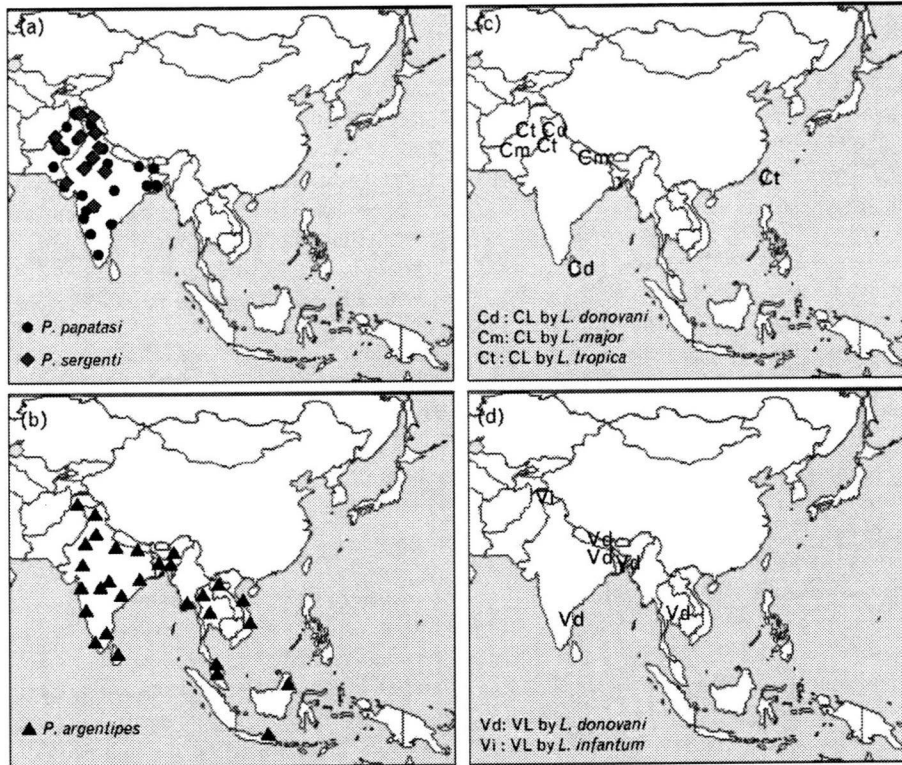 (a)
P. papatasi
P. sergenti
(c)
Ct Cd
Cm Ct
Cm
Ct
Cd
Cd : CL by L. donovani
Cm: CL by L. major
Ct : CL by L. tropica
(b)
P. argentipes
(d)
Vi
Vd
Vd
Vd
Vd
Vd
Vd: VL by L. donovani
Vi : VL by L. infantum